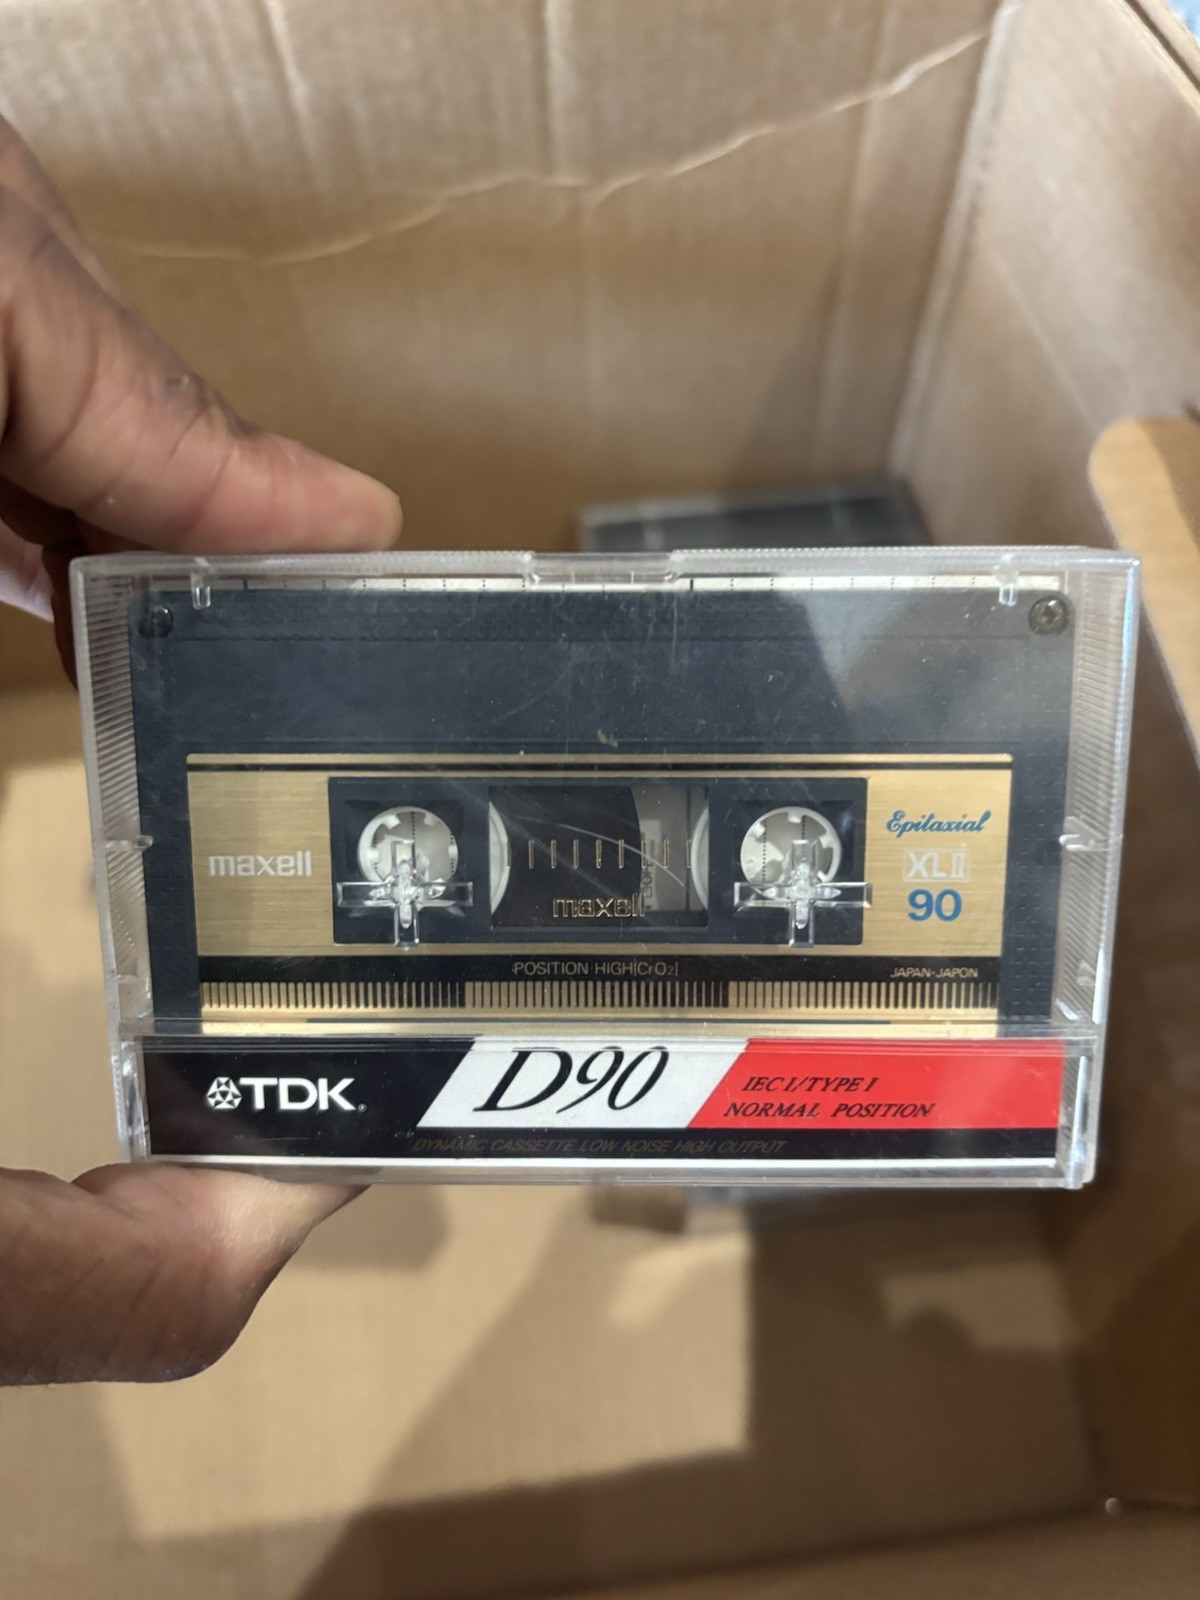 maxell
Epitaxial
XLII
90
maxell
POSITION HIGH[CrO₂]
JAPAN-JAPON
TDK
D90
IEC I/TYPE I
NORMAL POSITION
DYNAMIC CASSETTE LOW NOISE HIGH OUTPUT